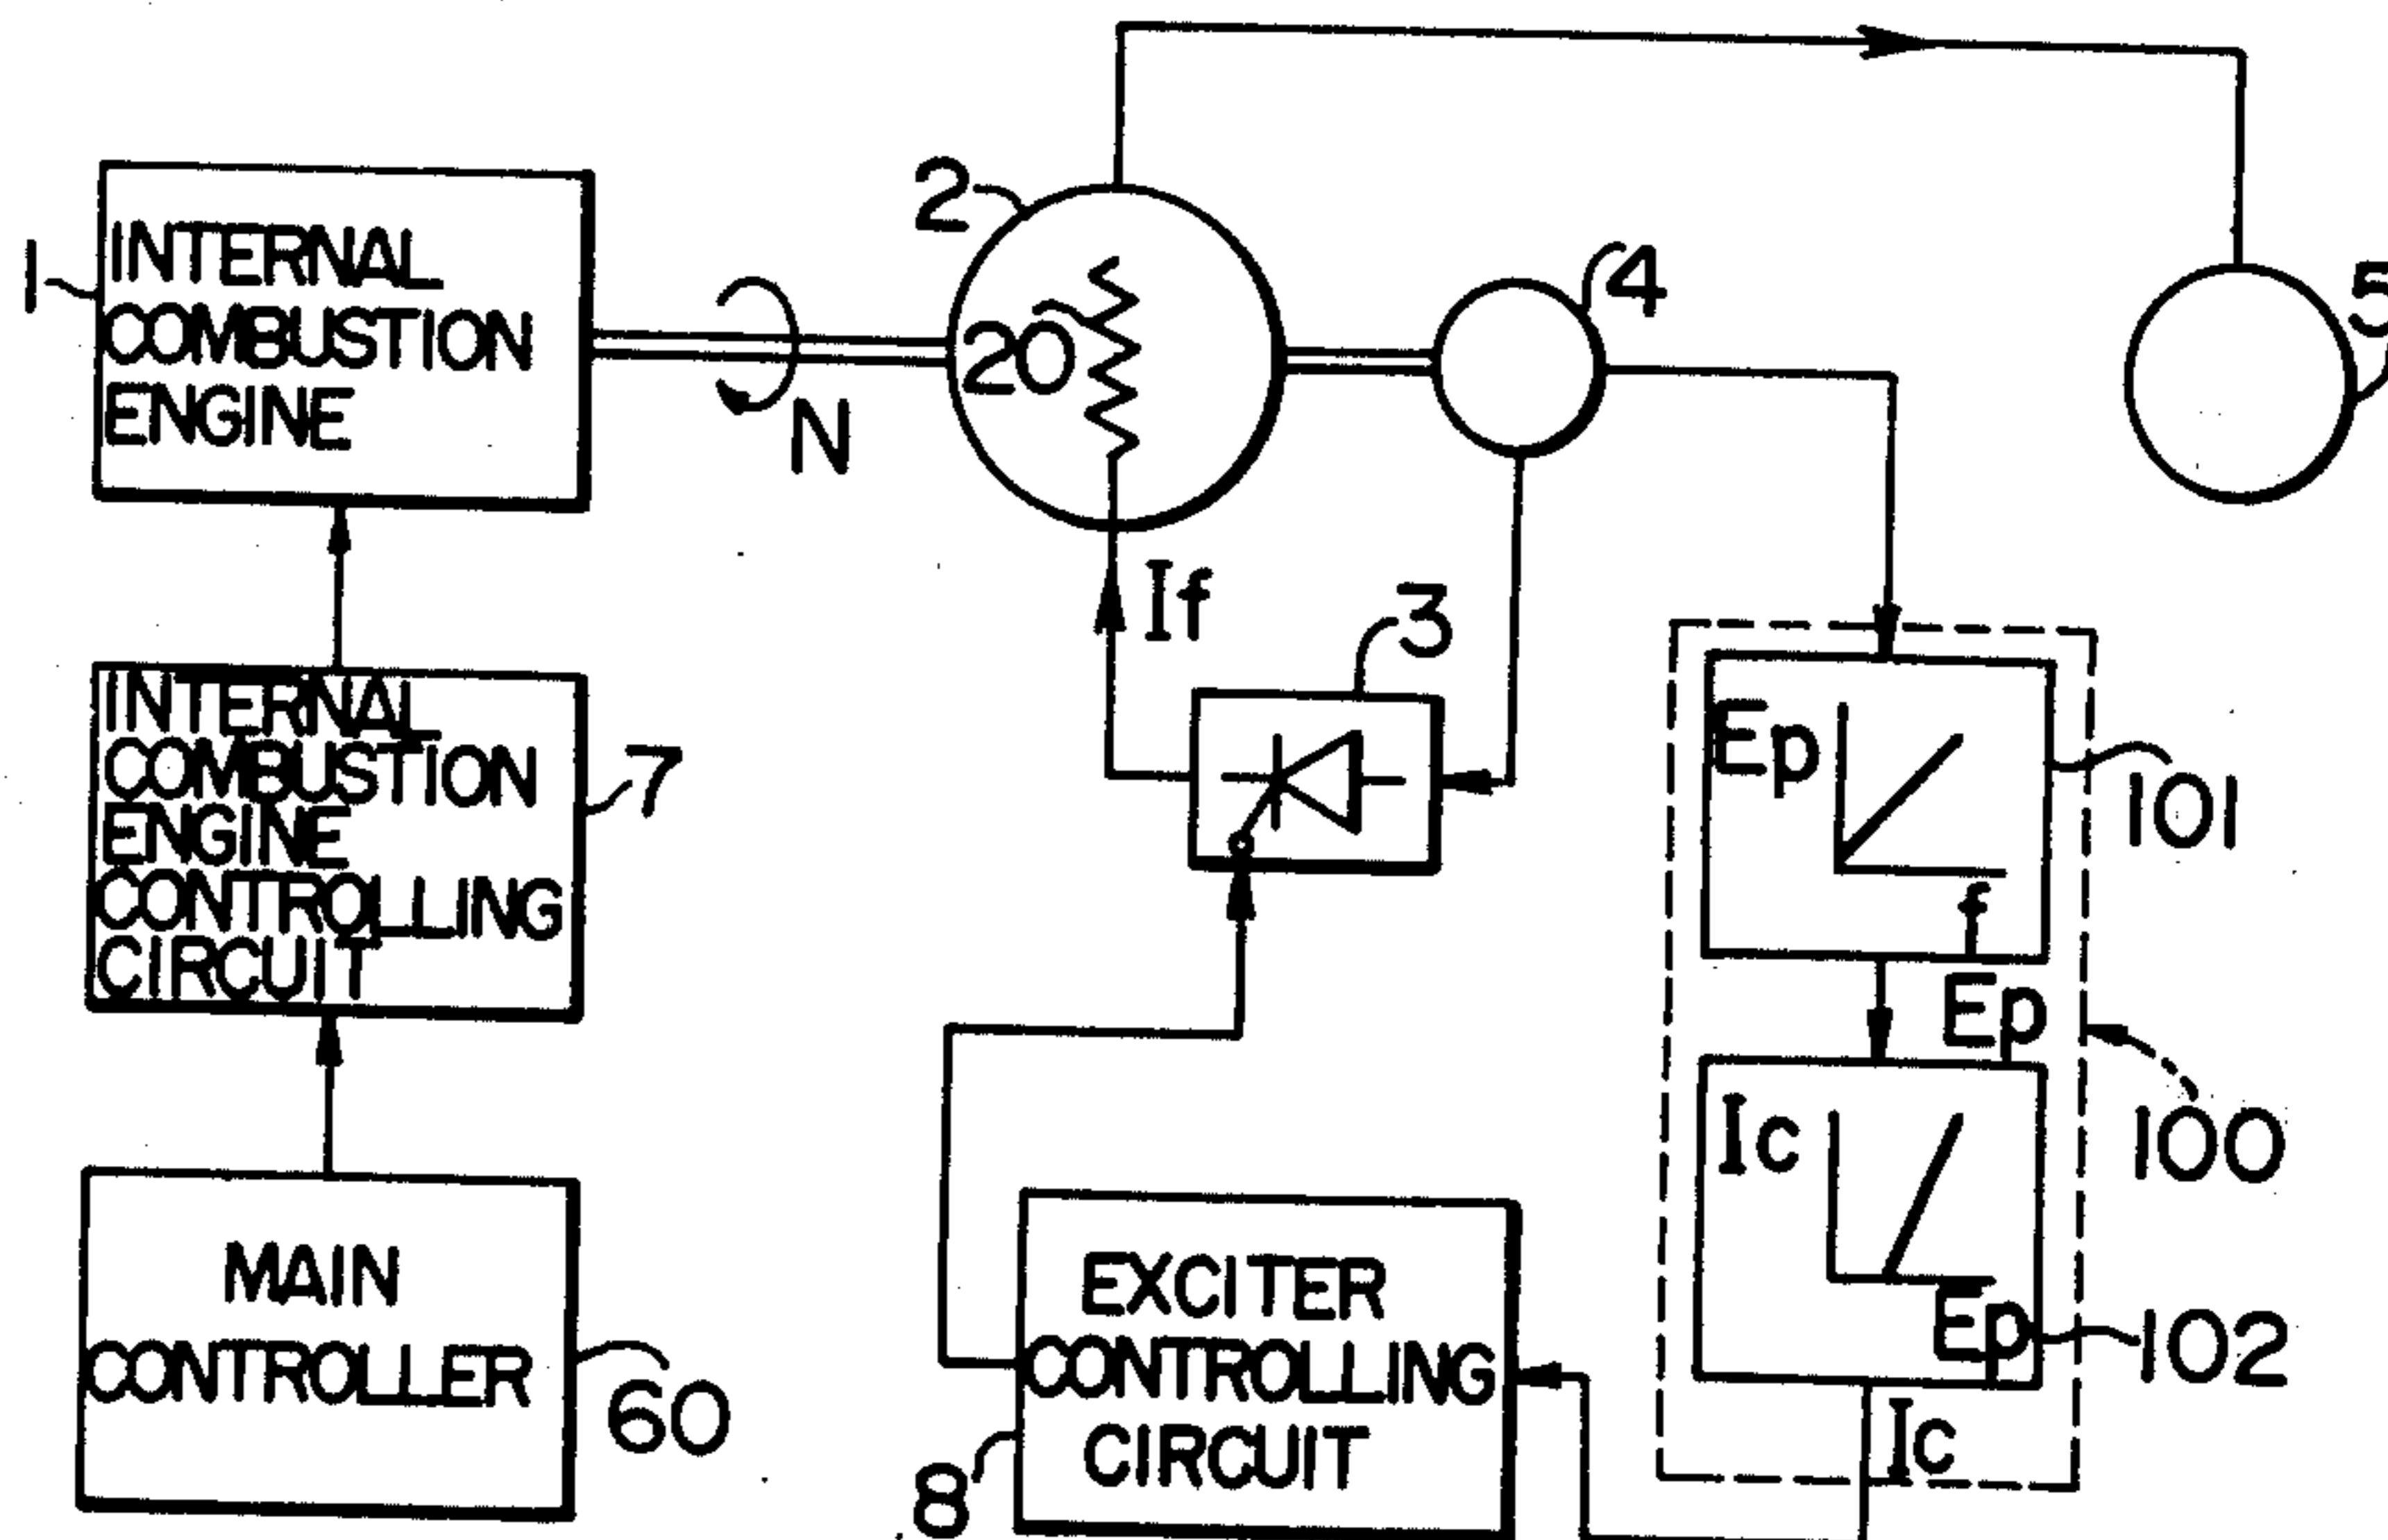 1
INTERNAL
COMBUSTION
ENGINE
N
2
20
4
5
If
3
INTERNAL
COMBUSTION
ENGINE
CONTROLLING
CIRCUIT
7
Ep
f
101
Ep
100
Ic
Ep
102
Ic
MAIN
CONTROLLER
60
EXCITER
CONTROLLING
CIRCUIT
8